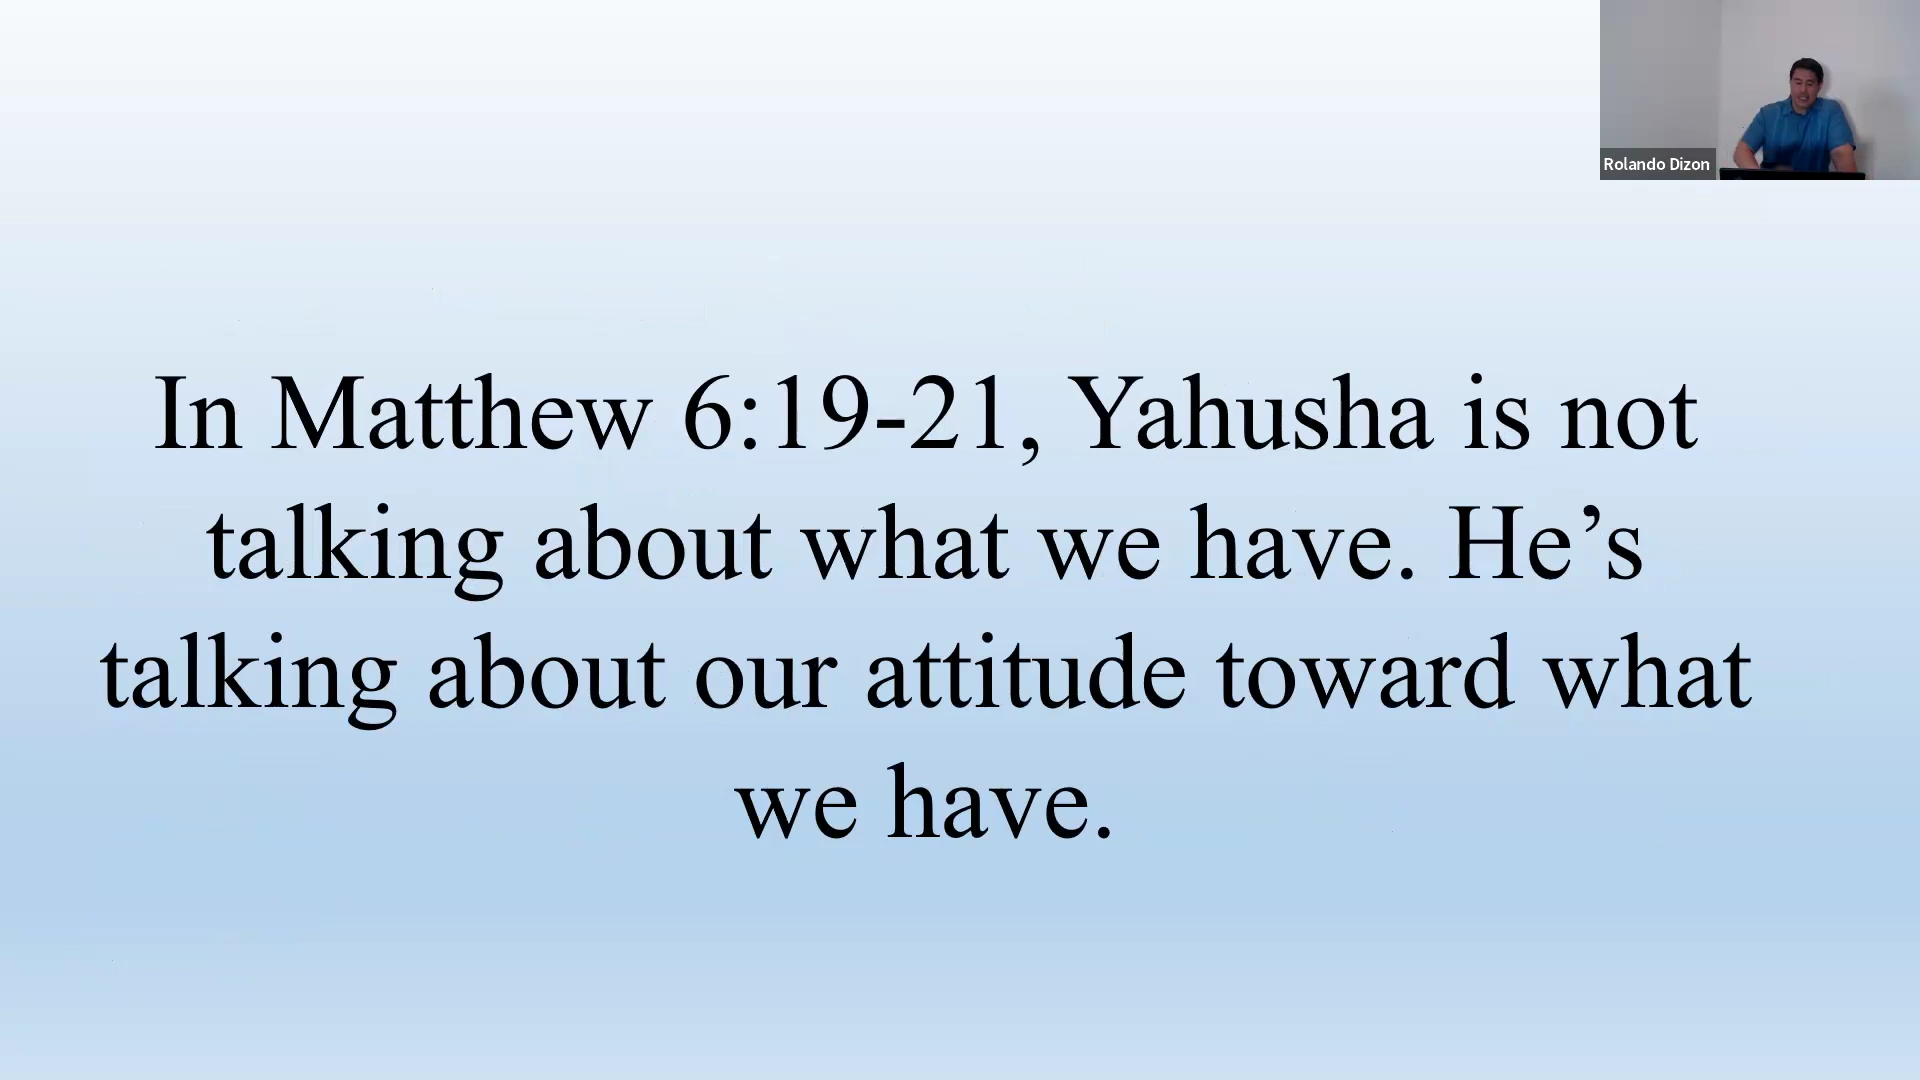 Rolando Dizon
In Matthew 6:19-21, Yahusha is not
talking about what we have. He’s
talking about our attitude toward what
we have.